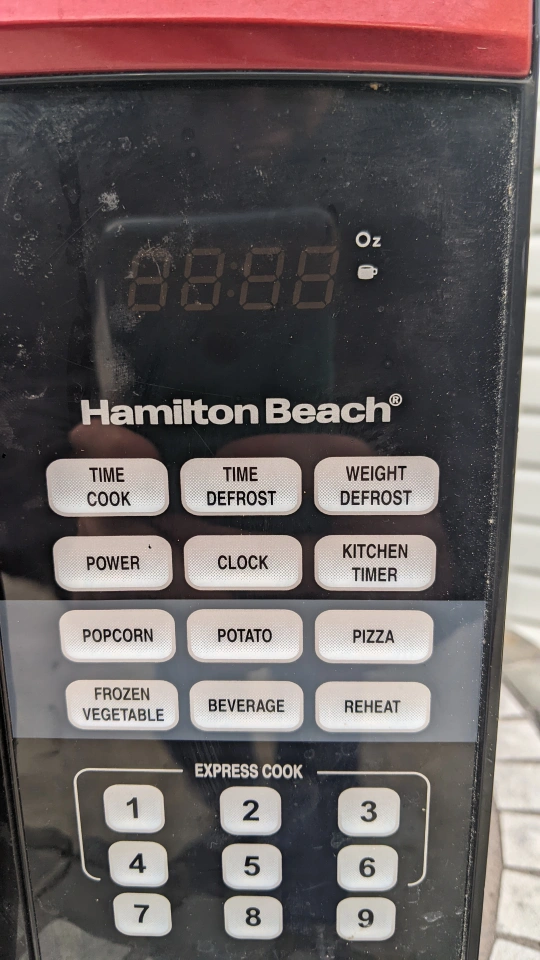 Oz
Hamilton Beach®
TIME COOK
TIME DEFROST
WEIGHT DEFROST
POWER
CLOCK
KITCHEN TIMER
POPCORN
POTATO
PIZZA
FROZEN VEGETABLE
BEVERAGE
REHEAT
EXPRESS COOK
1 2 3
4 5 6
7 8 9